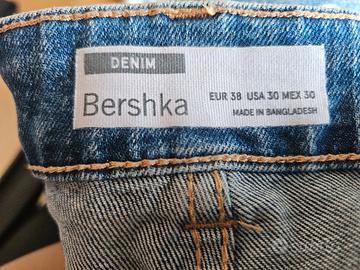 DENIM
Bershka
EUR 38 USA 30 MEX 30
MADE IN BANGLADESH